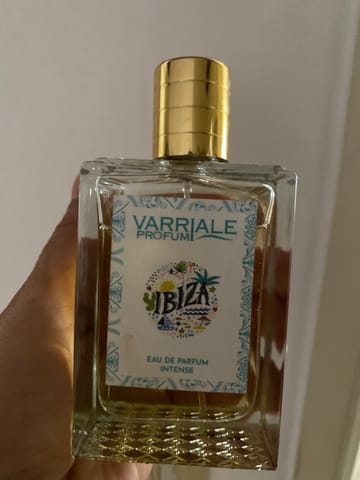 VARRIALE
PROFUMI
IBIZA
EAU DE PARFUM
INTENSE